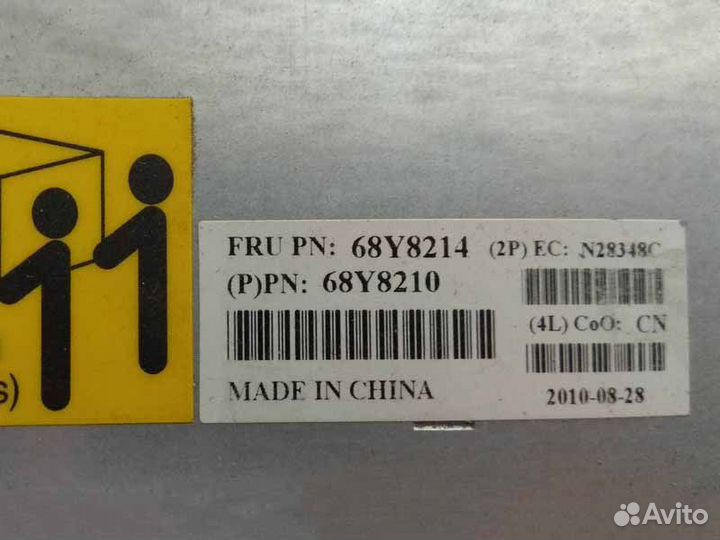 FRU PN: 68Y8214 (2P) EC: N28348C
(P)PN: 68Y8210
(4L) CoO: CN
MADE IN CHINA 2010-08-28
s)
Avito